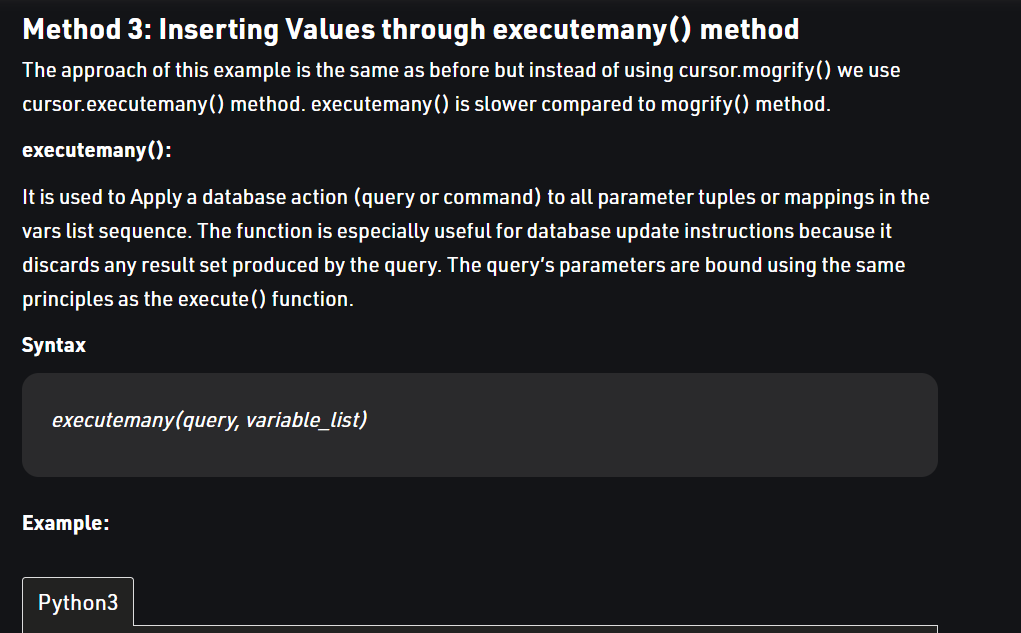 Method 3: Inserting Values through executemany() method
The approach of this example is the same as before but instead of using cursor.mogrify() we use
cursor.executemany() method. executemany() is slower compared to mogrify() method.
executemany():
It is used to Apply a database action (query or command) to all parameter tuples or mappings in the
vars list sequence. The function is especially useful for database update instructions because it
discards any result set produced by the query. The query’s parameters are bound using the same
principles as the execute() function.
Syntax
executemany(query, variable_list)
Example:
Python3